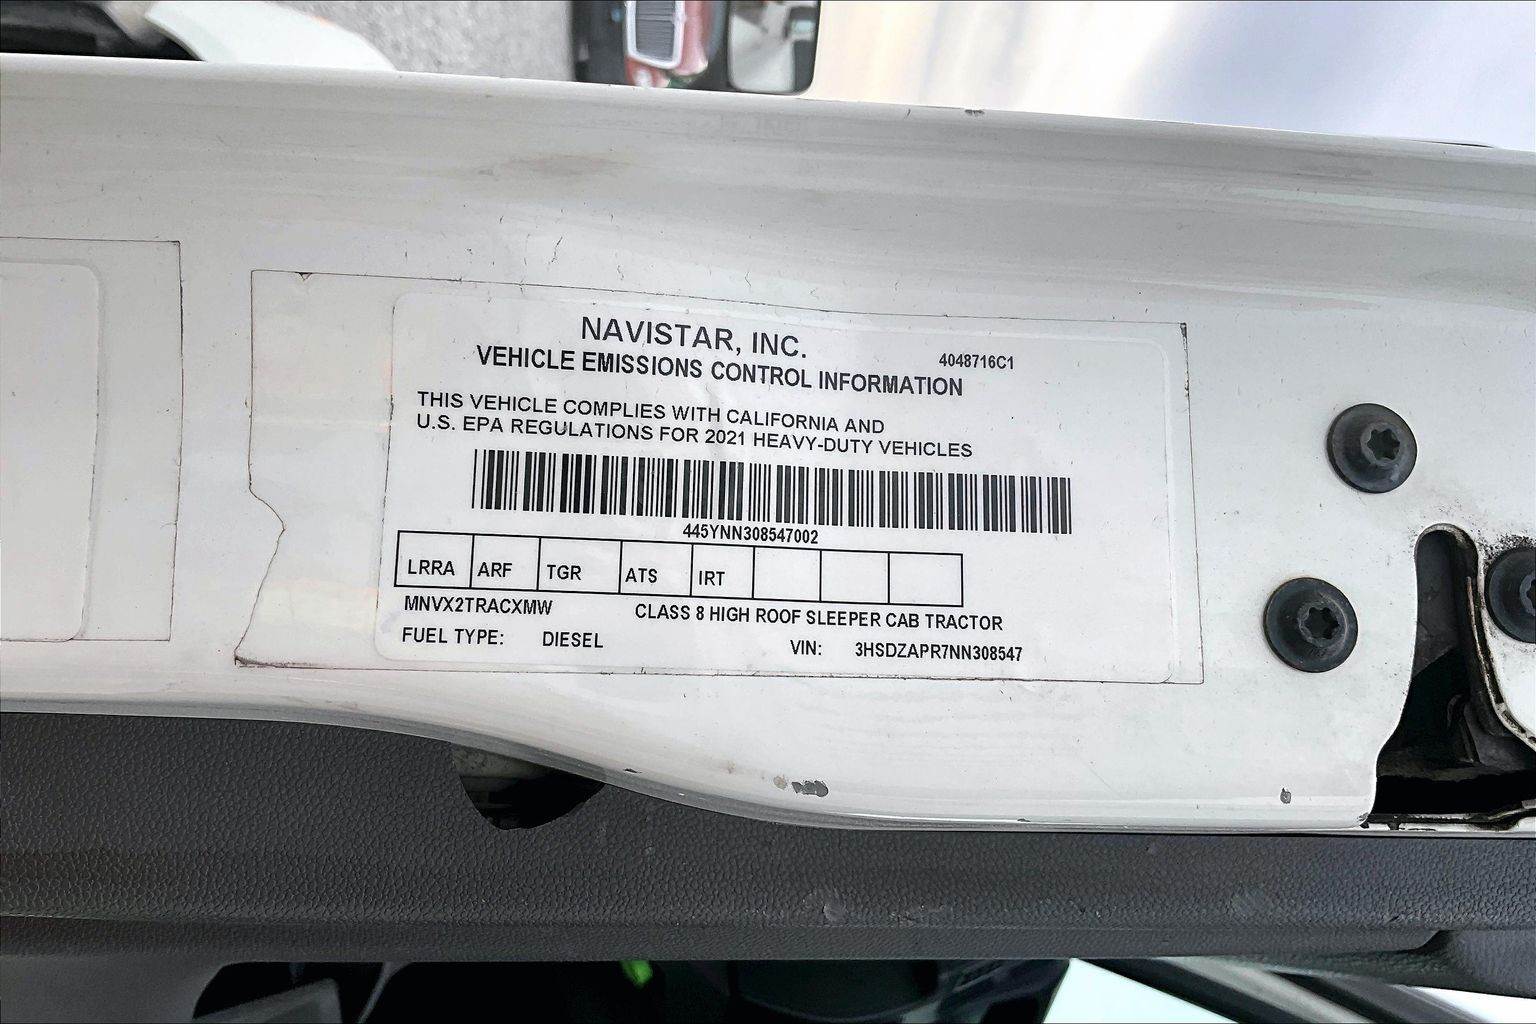 NAVISTAR, INC.
VEHICLE EMISSIONS CONTROL INFORMATION
4048716C1
THIS VEHICLE COMPLIES WITH CALIFORNIA AND
U.S. EPA REGULATIONS FOR 2021 HEAVY-DUTY VEHICLES
445YNN308547002
LRRA ARF TGR ATS IRT
MNVX2TRACXMW CLASS 8 HIGH ROOF SLEEPER CAB TRACTOR
FUEL TYPE: DIESEL VIN: 3HSDZAPR7NN308547